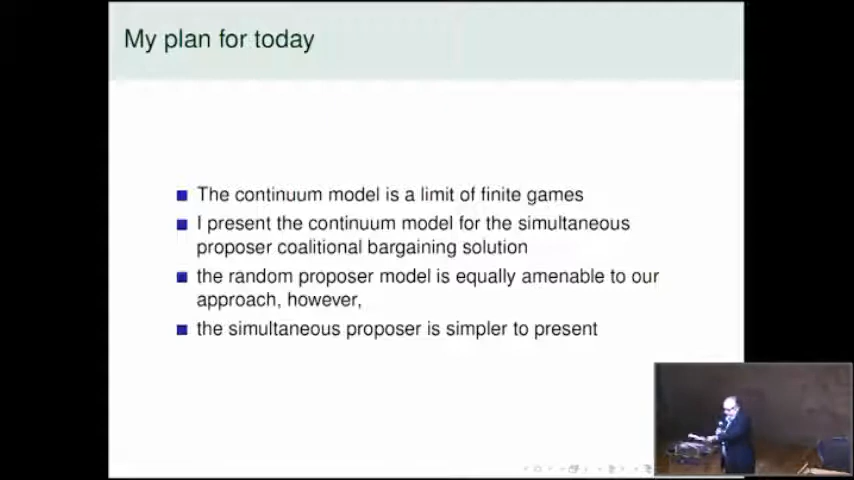 My plan for today
The continuum model is a limit of finite games
I present the continuum model for the simultaneous
proposer coalitional bargaining solution
the random proposer model is equally amenable to our
approach, however,
the simultaneous proposer is simpler to present